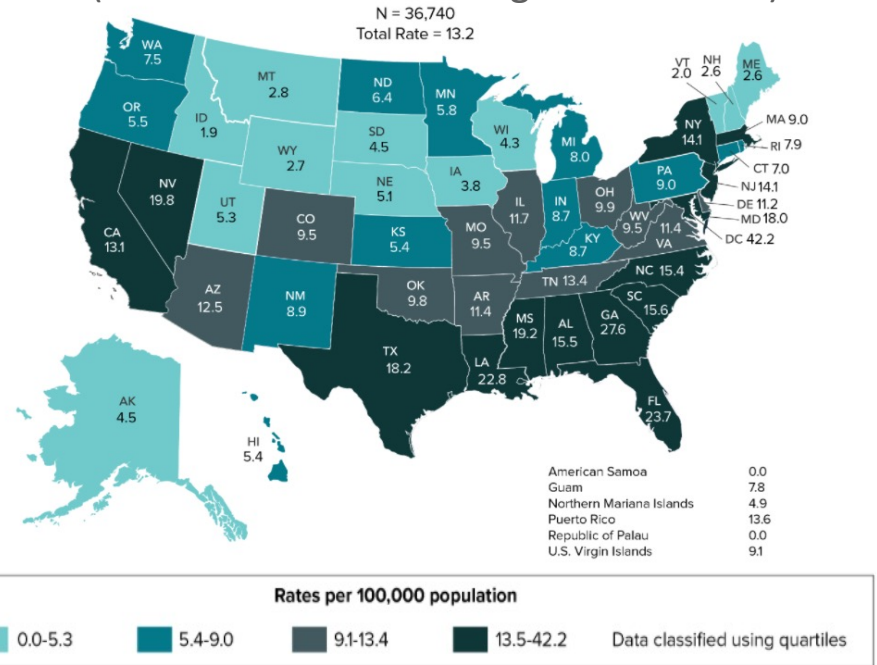 N = 36,740
Total Rate = 13.2
WA
7.5
OR
5.5
ID
1.9
MT
2.8
ND
6.4
MN
5.8
WI
4.3
MI
8.0
VT
2.0
NH
2.6
ME
2.6
NY
14.1
MA 9.0
RI 7.9
CT 7.0
NJ 14.1
DE 11.2
MD 18.0
DC 42.2
PA
9.0
WY
2.7
SD
4.5
NE
5.1
IA
3.8
NV
19.8
UT
5.3
CO
9.5
KS
5.4
MO
9.5
IL
11.7
IN
8.7
OH
9.9
WV
9.5
11.4
VA
KY
8.7
CA
13.1
AZ
12.5
NM
8.9
OK
9.8
AR
11.4
TN 13.4
NC 15.4
SC
15.6
MS
19.2
AL
15.5
GA
27.6
TX
18.2
LA
22.8
FL
23.7
AK
4.5
HI
5.4
American Samoa 0.0
Guam 7.8
Northern Mariana Islands 4.9
Puerto Rico 13.6
Republic of Palau 0.0
U.S. Virgin Islands 9.1
Rates per 100,000 population
0.0-5.3 5.4-9.0 9.1-13.4 13.5-42.2 Data classified using quartiles